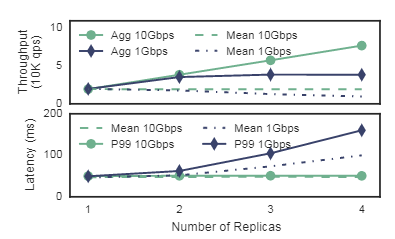 Throughput
(10K qps)
10
5
0
Agg 10Gbps
Mean 10Gbps
Agg 1Gbps
Mean 1Gbps
Latency (ms)
200
100
0
Mean 10Gbps
Mean 1Gbps
P99 10Gbps
P99 1Gbps
1 2 3 4
Number of Replicas